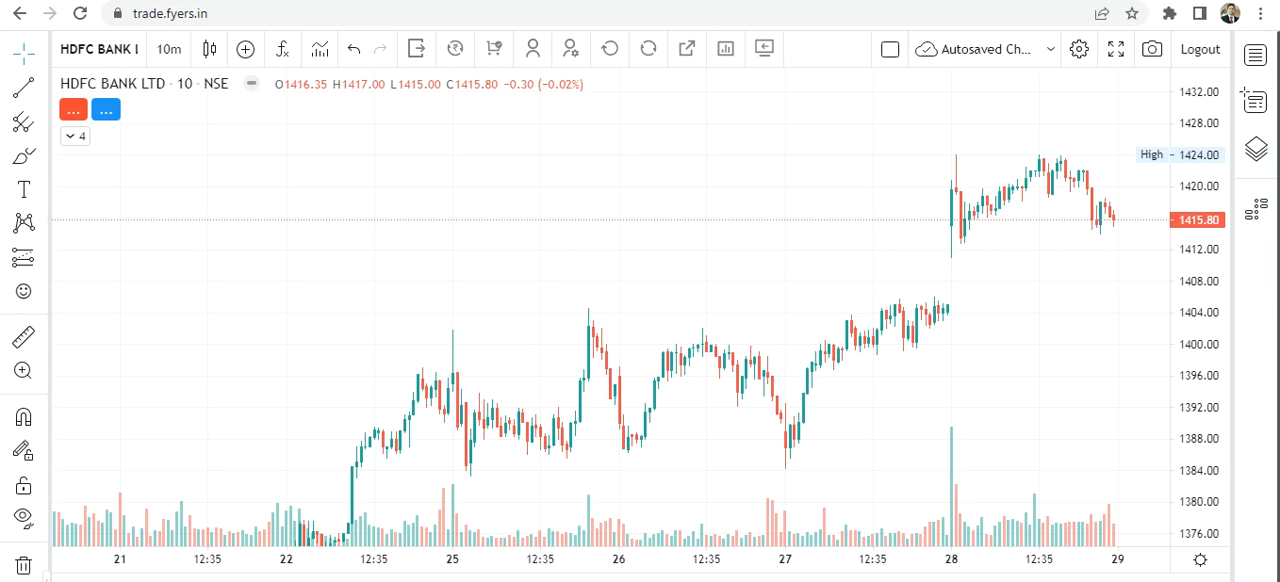 trade.fyers.in
HDFC BANK I 10m Autosaved Ch... Logout
HDFC BANK LTD · 10 · NSE O1416.35 H1417.00 L1415.00 C1415.80 −0.30 (−0.02%)
... ...
4
T
1432.00
1428.00
High 1424.00
1420.00
1415.80
1412.00
1408.00
1404.00
1400.00
1396.00
1392.00
1388.00
1384.00
1380.00
1376.00
21 12:35 22 12:35 25 12:35 26 12:35 27 12:35 28 12:35 29